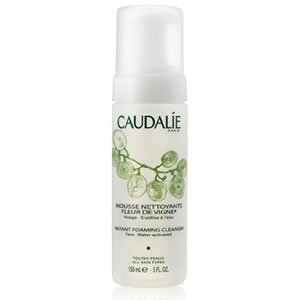 CAUDALÍE
PARIS
MOUSSE NETTOYANTE
FLEUR DE VIGNE®
Visage - S'utilise à l'eau
INSTANT FOAMING CLEANSER
Face - Water-activated
TOUTES PEAUX
ALL SKIN TYPES
150 mL ℮ - 5 FL. OZ.